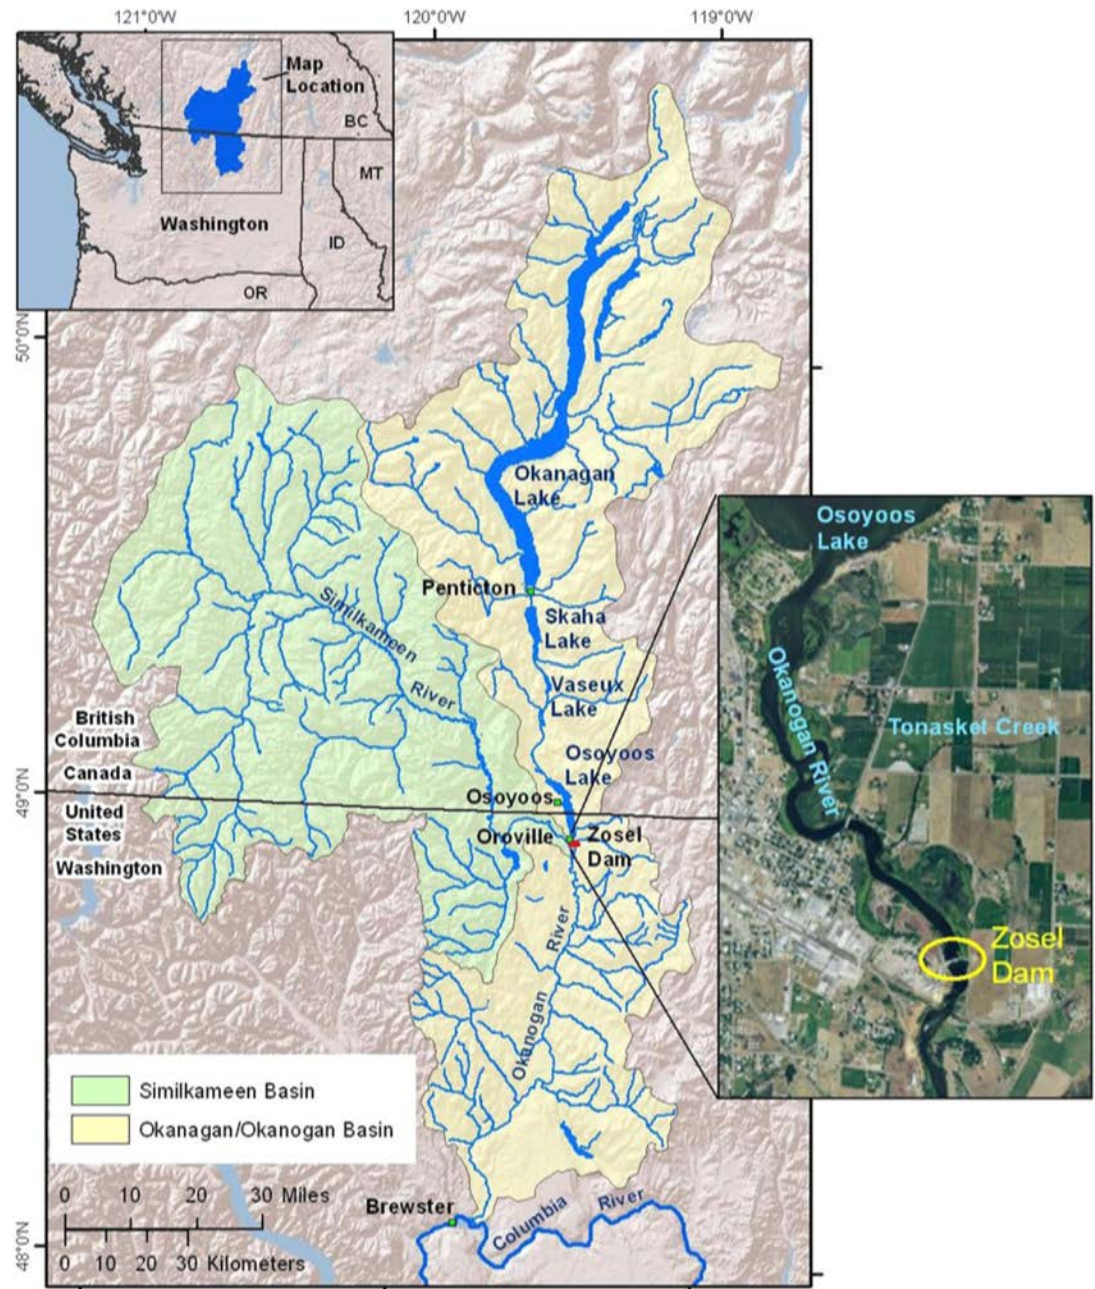 121°0'W
120°0'W
119°0'W
Map
Location
BC
MT
Washington
ID
OR
50°0'N
Okanagan
Lake
Osoyoos
Lake
Penticton
Similkameen
River
Skaha
Lake
Okanogan River
Vaseux
Lake
Tonasket Creek
British
Columbia
Osoyoos
Lake
Canada
49°0'N
Osoyoos
United
States
Oroville
Zosel
Dam
Washington
River
Okanogan
Zosel
Dam
Similkameen Basin
Okanagan/Okanogan Basin
0 10 20 30 Miles
0 10 20 30 Kilometers
Brewster
Columbia River
48°0'N